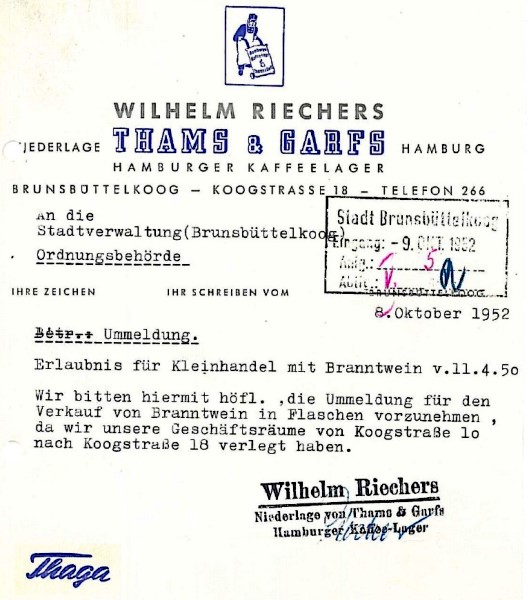 WILHELM RIECHERS
NIEDERLAGE THAMS & GARFS HAMBURG
HAMBURGER KAFFEELAGER
BRUNSBÜTTELKOOG — KOOGSTRASSE 18 — TELEFON 266
An die
Stadtverwaltung(Brunsbüttelkoog)
Ordnungsbehörde
Stadt Brunsbüttelkoog
Eingang: - 9. OKT. 1952
Anlg.: 5
Abtlg.: V.
IHRE ZEICHEN IHR SCHREIBEN VOM BRUNSBÜTTELKOOG
8.Oktober 1952
Betr.: Ummeldung.
Erlaubnis für Kleinhandel mit Branntwein v.11.4.5o
Wir bitten hiermit höfl. ,die Ummeldung für den
Verkauf von Branntwein in Flaschen vorzunehmen ,
da wir unsere Geschäftsräume von Koogstraße lo
nach Koogstraße 18 verlegt haben.
Wilhelm Riechers
Niederlage von Thams & Garfs
Hamburger Kaffee-Lager
Thaga